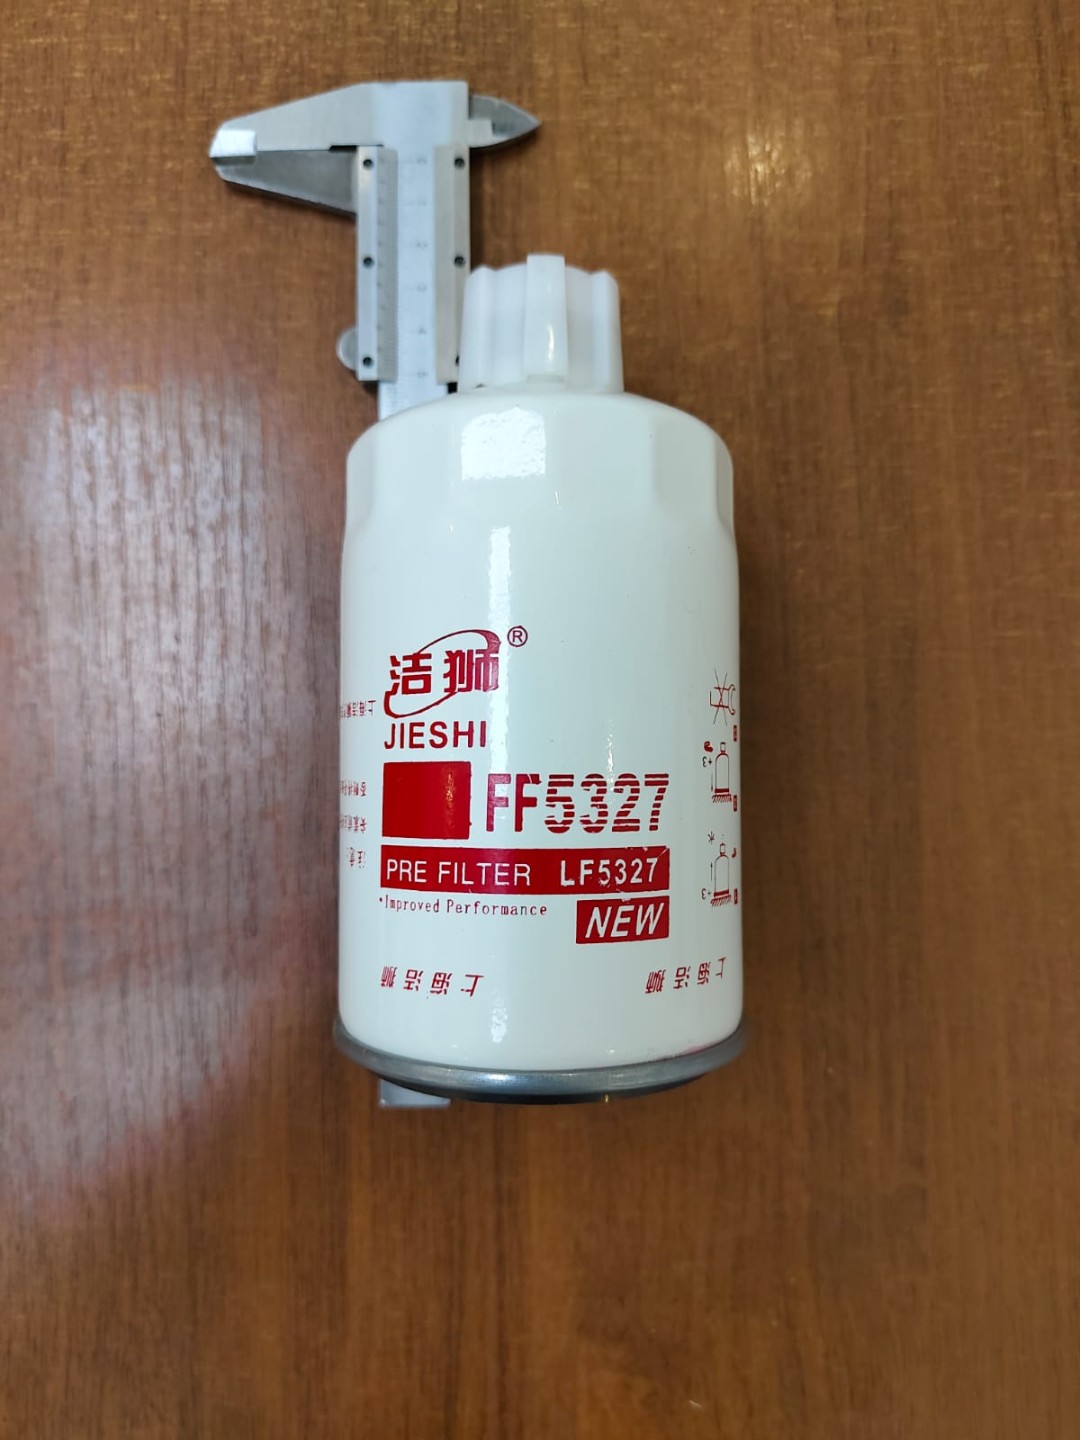 洁狮®
JIESHI
FF5327
PRE FILTER LF5327
•Improved Performance
NEW
上海洁狮
上海洁狮